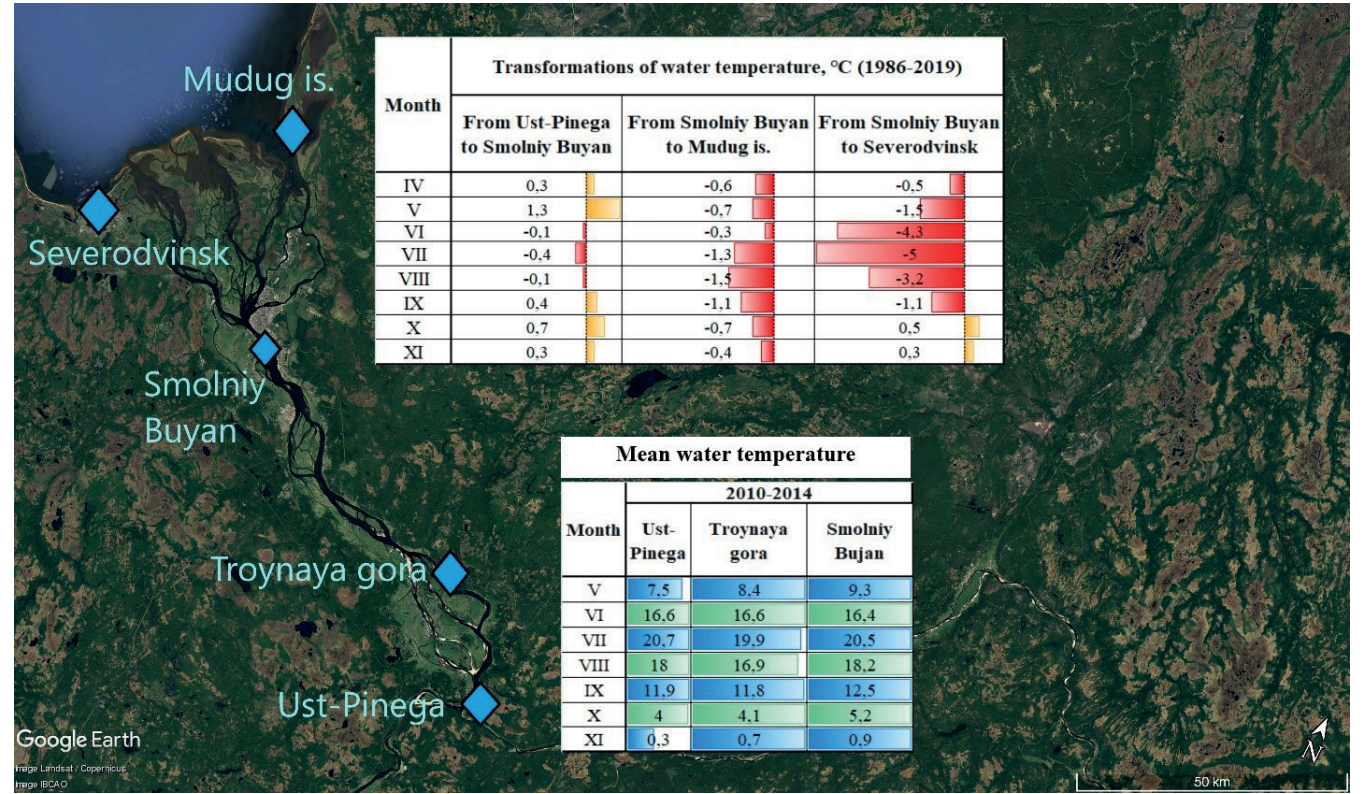 Mudug is.
Severodvinsk
Smolniy
Buyan
Troynaya gora
Ust-Pinega
Month
Transformations of water temperature, °C (1986-2019)
From Ust-Pinega
to Smolniy Buyan
From Smolniy Buyan
to Mudug is.
From Smolniy Buyan
to Severodvinsk
IV 0,3 -0,6 -0,5
V 1,3 -0,7 -1,5
VI -0,1 -0,3 -4,3
VII -0,4 -1,3 -5
VIII -0,1 -1,5 -3,2
IX 0,4 -1,1 -1,1
X 0,7 -0,7 0,5
XI 0,3 -0,4 0,3
Mean water temperature
Month
2010-2014
Ust-
Pinega
Troynaya
gora
Smolniy
Bujan
V 7,5 8,4 9,3
VI 16,6 16,6 16,4
VII 20,7 19,9 20,5
VIII 18 16,9 18,2
IX 11,9 11,8 12,5
X 4 4,1 5,2
XI 0,3 0,7 0,9
Google Earth
Image Landsat / Copernicus
Image IBCAO
N
50 km